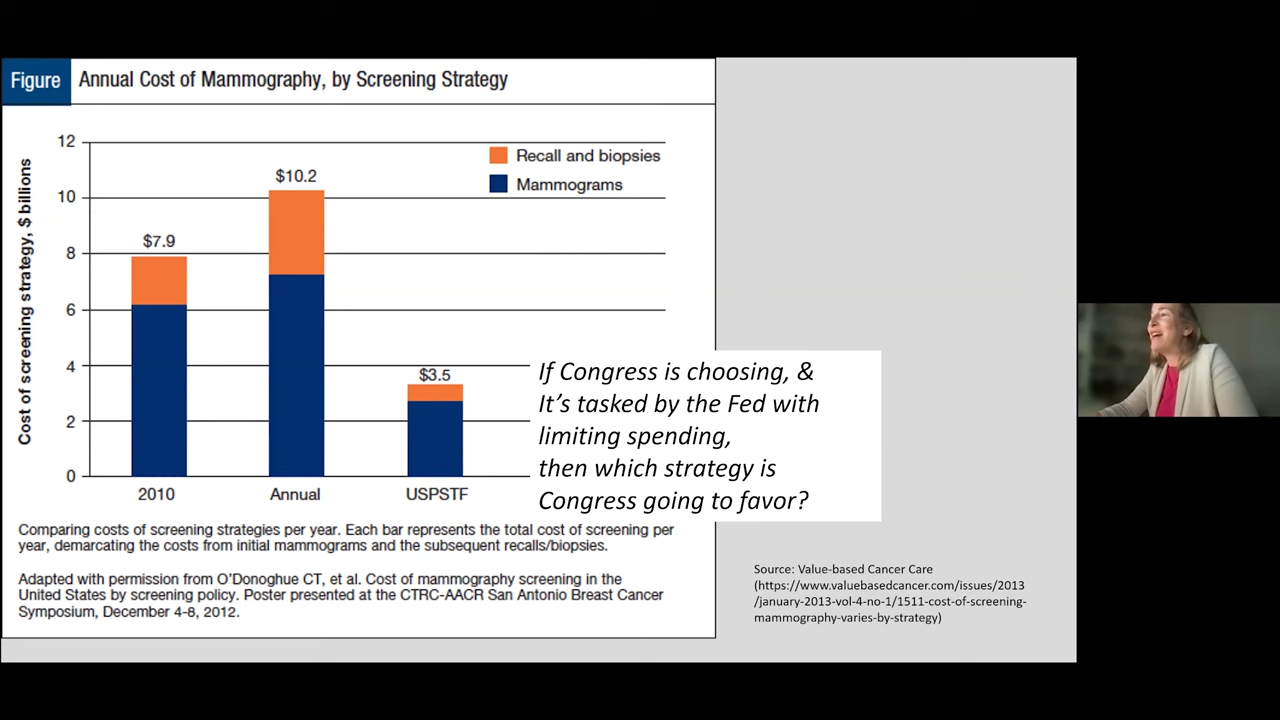 Figure
Annual Cost of Mammography, by Screening Strategy
Cost of screening strategy, $ billions
12
10
8
6
4
2
0
Recall and biopsies
Mammograms
$7.9
$10.2
$3.5
2010
Annual
USPSTF
If Congress is choosing, &
It’s tasked by the Fed with
limiting spending,
then which strategy is
Congress going to favor?
Comparing costs of screening strategies per year. Each bar represents the total cost of screening per
year, demarcating the costs from initial mammograms and the subsequent recalls/biopsies.
Adapted with permission from O’Donoghue CT, et al. Cost of mammography screening in the
United States by screening policy. Poster presented at the CTRC-AACR San Antonio Breast Cancer
Symposium, December 4-8, 2012.
Source: Value-based Cancer Care
(https://www.valuebasedcancer.com/issues/2013
/january-2013-vol-4-no-1/1511-cost-of-screening-
mammography-varies-by-strategy)